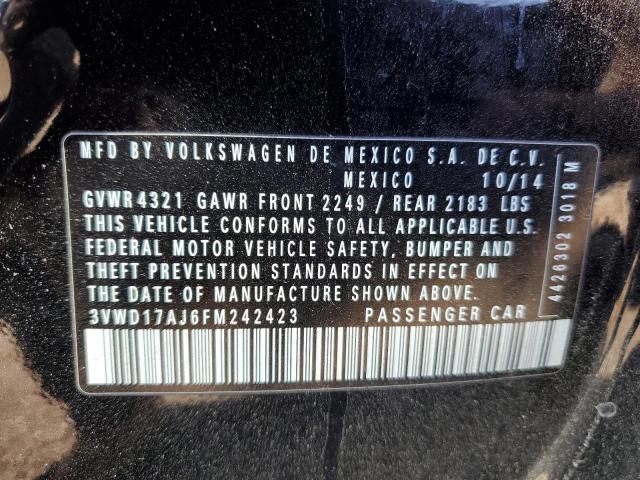 MFD BY VOLKSWAGEN DE MEXICO S.A. DE C.V.
MEXICO 10/14
GVWR 4321 GAWR FRONT 2249 / REAR 2183 LBS
THIS VEHICLE CONFORMS TO ALL APPLICABLE U.S.
FEDERAL MOTOR VEHICLE SAFETY, BUMPER AND
THEFT PREVENTION STANDARDS IN EFFECT ON
THE DATE OF MANUFACTURE SHOWN ABOVE.
3VWD17AJ6FM242423 PASSENGER CAR
4426302 3018 M